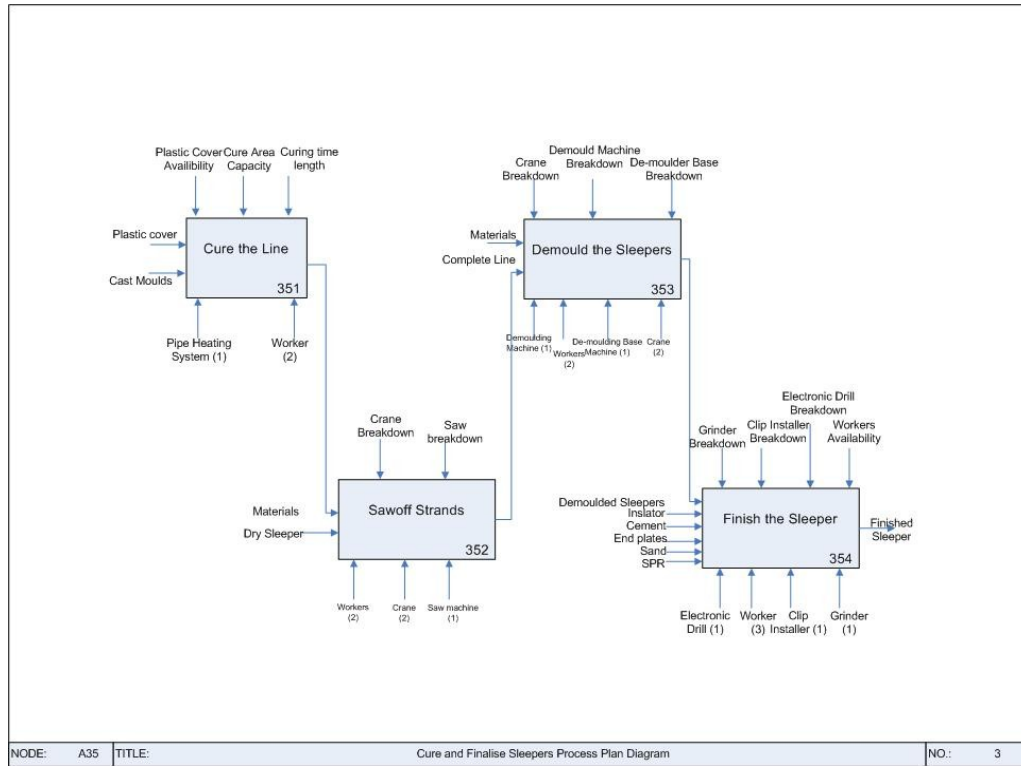 Plastic Cover
Availibility
Cure Area
Capacity
Curing time
length
Plastic cover
Cast Moulds
Cure the Line
351
Pipe Heating
System (1)
Worker
(2)
Crane
Breakdown
Demould Machine
Breakdown
De-moulder Base
Breakdown
Materials
Complete Line
Demould the Sleepers
353
Demoulding
Machine (1)
Workers
(2)
De-moulding Base
Machine (1)
Crane
(2)
Crane
Breakdown
Saw
breakdown
Materials
Dry Sleeper
Sawoff Strands
352
Workers
(2)
Crane
(2)
Saw machine
(1)
Grinder
Breakdown
Clip Installer
Breakdown
Electronic Drill
Breakdown
Workers
Availability
Demoulded Sleepers
Inslator
Cement
End plates
Sand
SPR
Finish the Sleeper
354
Finished
Sleeper
Electronic
Drill (1)
Worker
(3)
Clip
Installer (1)
Grinder
(1)
NODE: A35 TITLE: Cure and Finalise Sleepers Process Plan Diagram NO.: 3